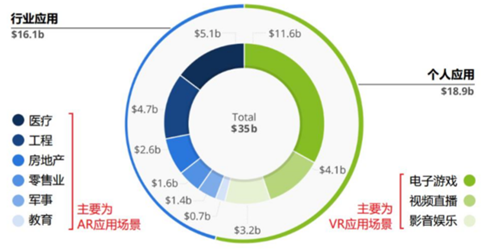 行业应用
$16.1b
$5.1b
$11.6b
个人应用
$18.9b
$4.7b
Total
$35b
医疗
工程
房地产
零售业
军事
教育
主要为
AR应用场景
$2.6b
$1.6b
$1.4b
$0.7b
$3.2b
$4.1b
主要为
VR应用场景
电子游戏
视频直播
影音娱乐